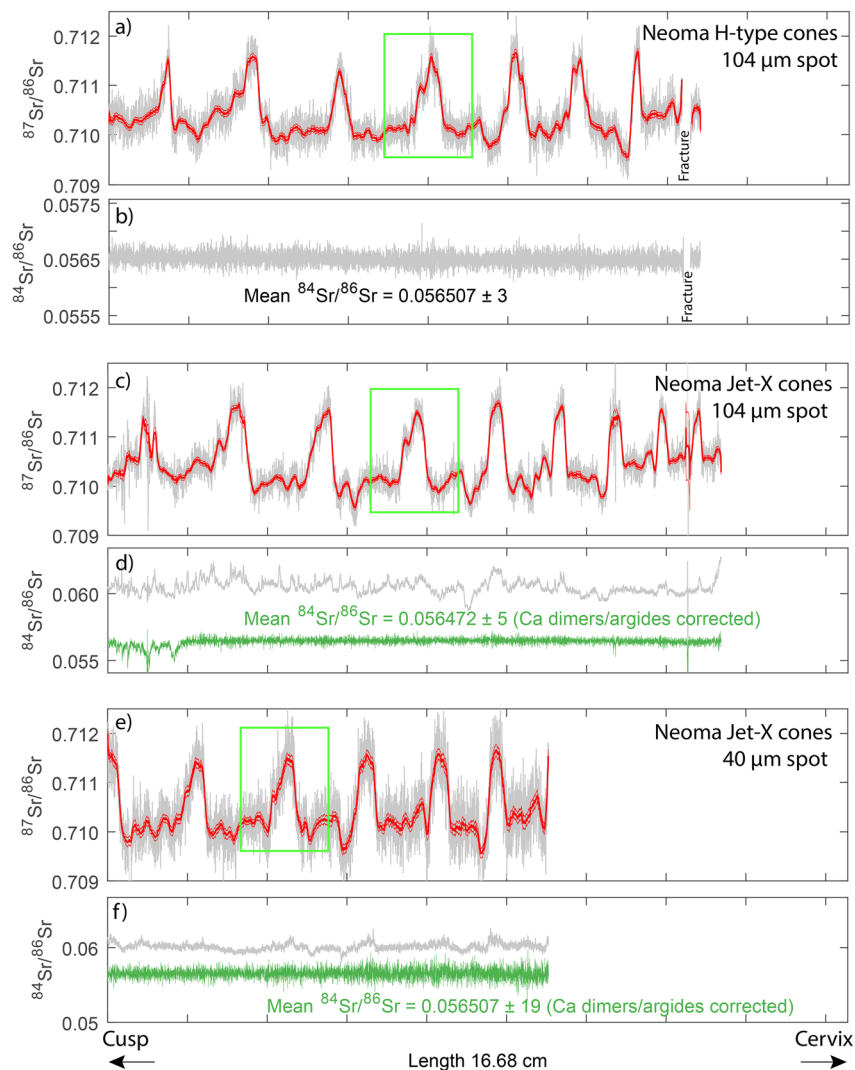 a)
Neoma H-type cones
104 µm spot
0.712
0.711
0.710
0.709
87Sr/86Sr
Fracture
b)
0.0575
0.0565
0.0555
84Sr/86Sr
Mean 84Sr/86Sr = 0.056507 ± 3
Fracture
c)
Neoma Jet-X cones
104 µm spot
0.712
0.711
0.710
0.709
87Sr/86Sr
d)
0.060
0.055
84Sr/86Sr
Mean 84Sr/86Sr = 0.056472 ± 5 (Ca dimers/argides corrected)
e)
Neoma Jet-X cones
40 µm spot
0.712
0.711
0.710
0.709
87Sr/86Sr
f)
0.06
0.05
84Sr/86Sr
Mean 84Sr/86Sr = 0.056507 ± 19 (Ca dimers/argides corrected)
Cusp
Cervix
Length 16.68 cm